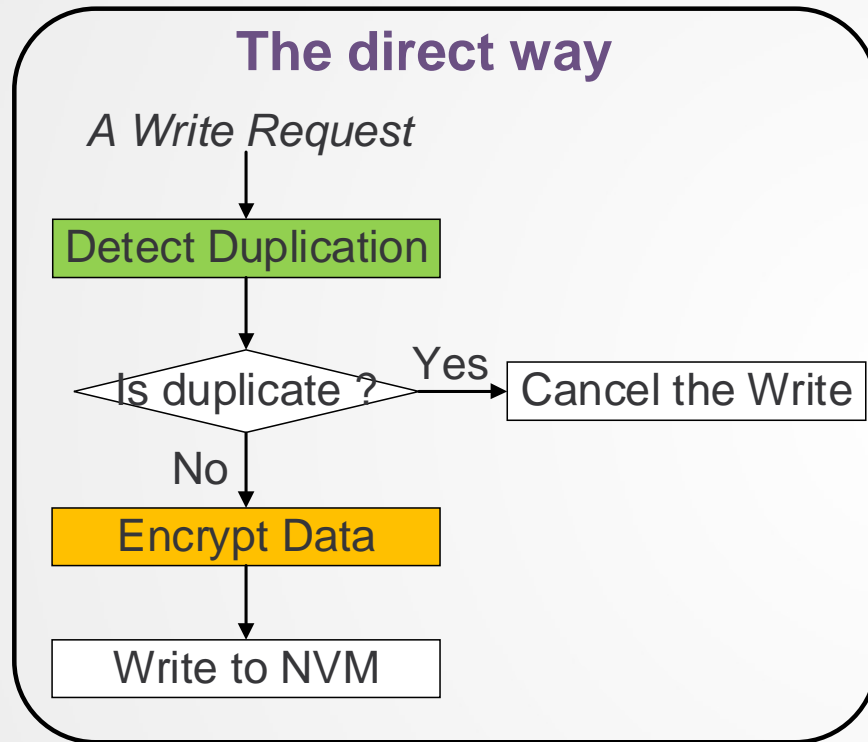 The direct way
A Write Request
Detect Duplication
Is duplicate ?
Yes
Cancel the Write
No
Encrypt Data
Write to NVM